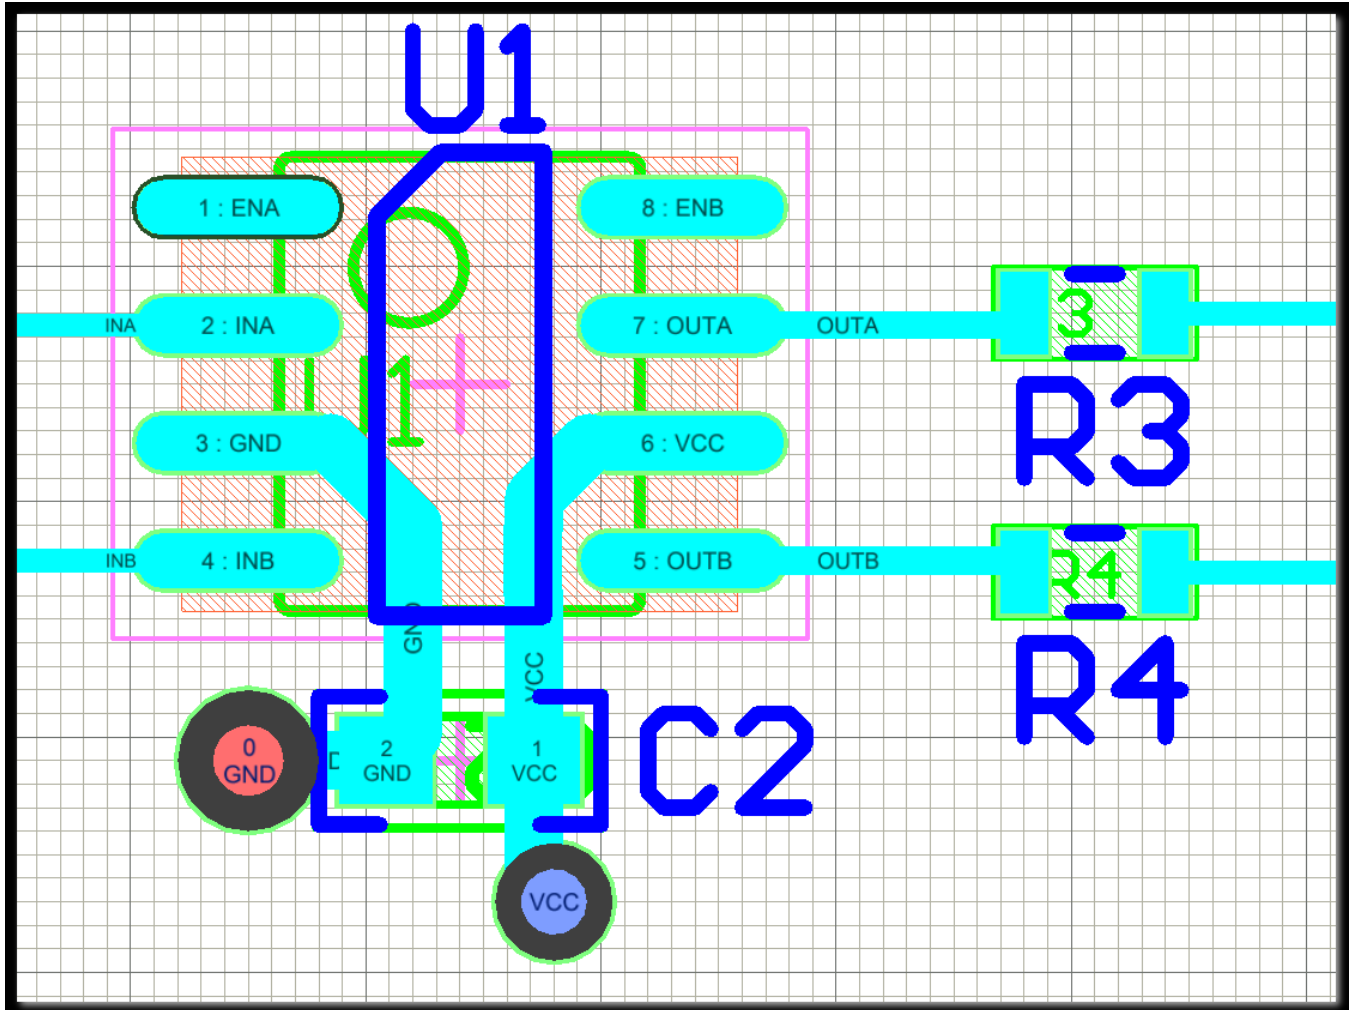 U1
1 : ENA
8 : ENB
INA
2 : INA
7 : OUTA
OUTA
3
R3
U1
3 : GND
6 : VCC
INB
4 : INB
5 : OUTB
OUTB
R4
R4
GND
VCC
0
GND
2
GND
1
VCC
C2
VCC